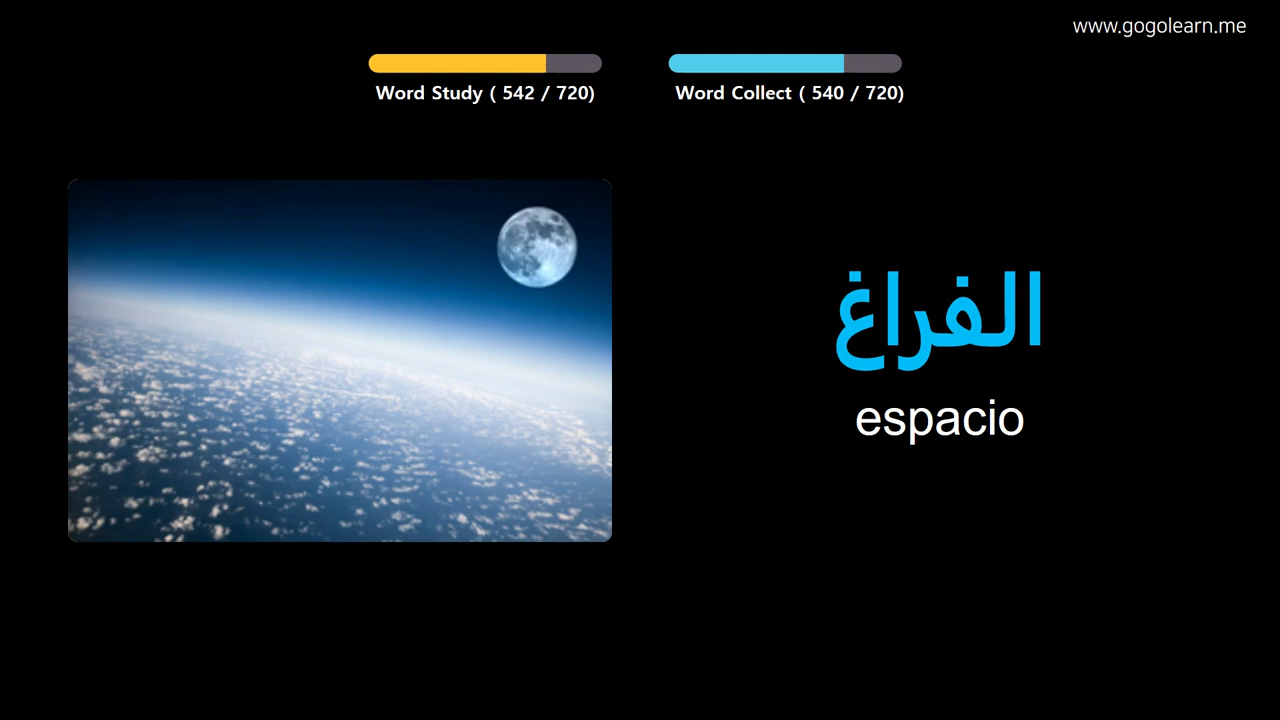 www.gogolearn.me
Word Study ( 542 / 720)
Word Collect ( 540 / 720)
الفراغ
espacio